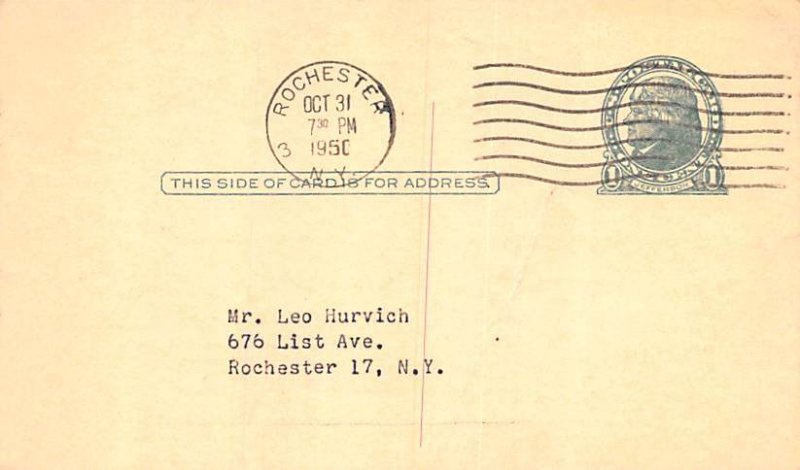 ROCHESTER
OCT 31
7 30 PM
1950
3
N.Y.
THIS SIDE OF CARD IS FOR ADDRESS.
1 JEFFERSON 1
Mr. Leo Hurvich
676 List Ave.
Rochester 17, N.Y.